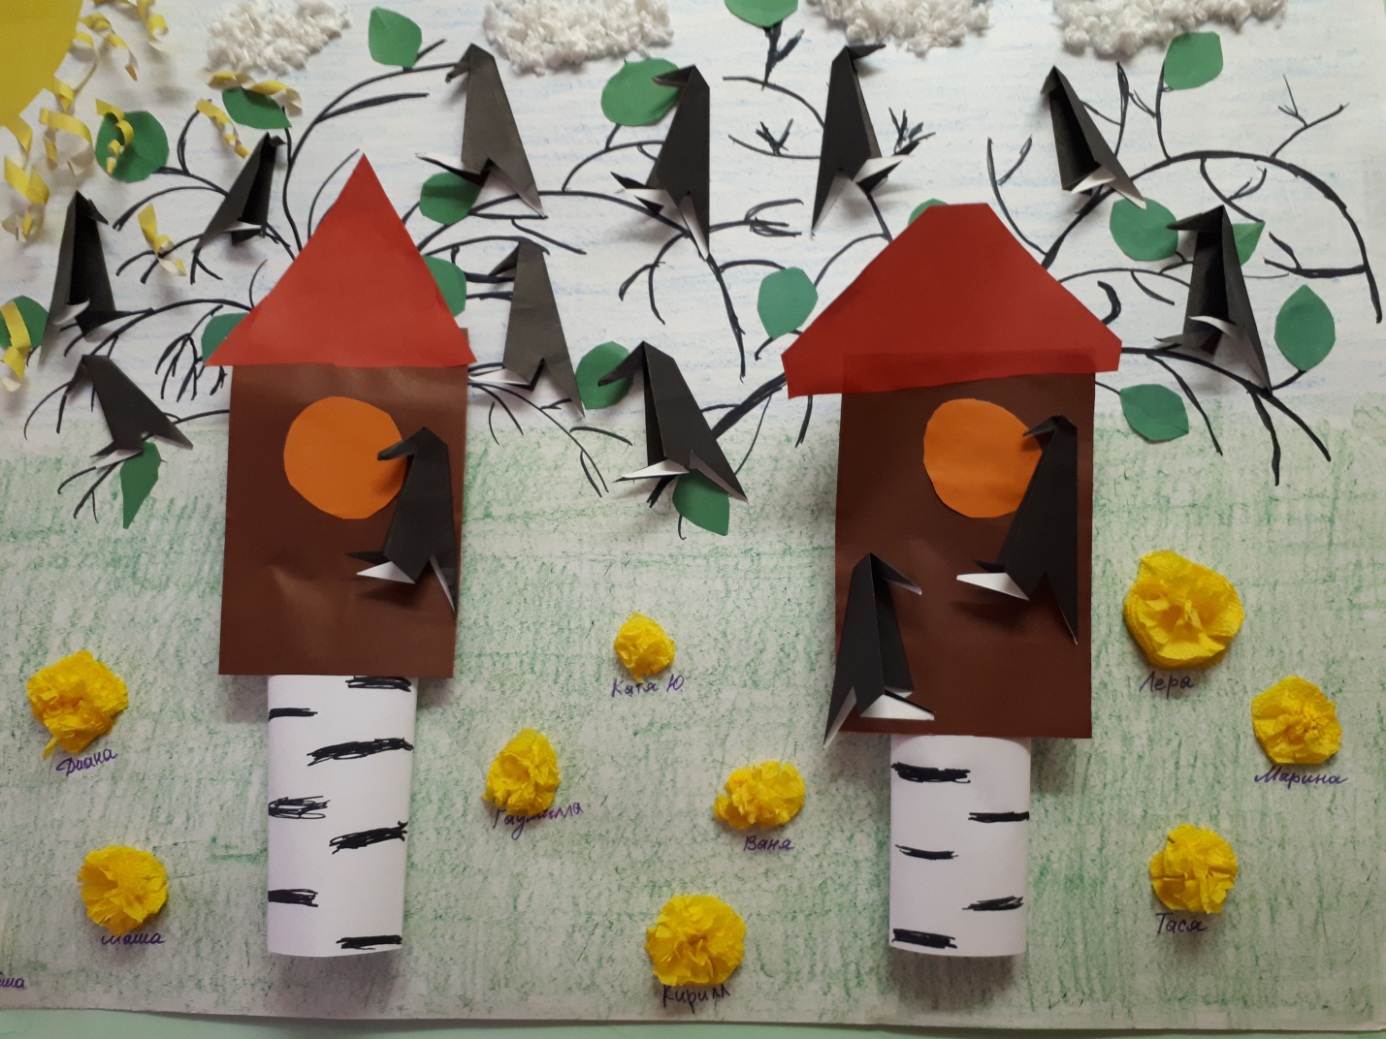 Катя Ю.
Лера
Диана
Марина
Ваня
Маша
Тася
Кирилл